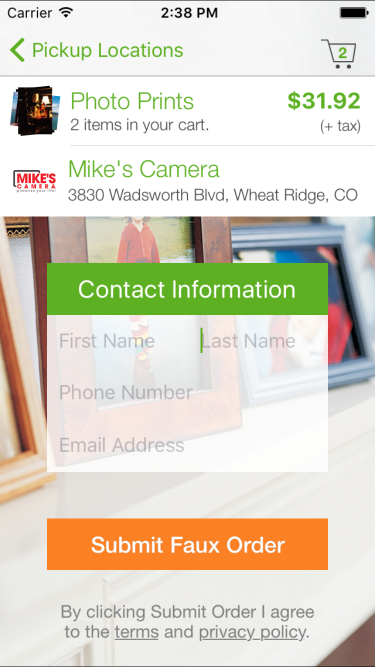 Carrier 2:38 PM
Pickup Locations 2
Photo Prints $31.92
2 items in your cart. (+ tax)
MIKE'S
CAMERA
Mike's Camera
3830 Wadsworth Blvd, Wheat Ridge, CO
Contact Information
First Name Last Name
Phone Number
Email Address
Submit Faux Order
By clicking Submit Order I agree
to the terms and privacy policy.